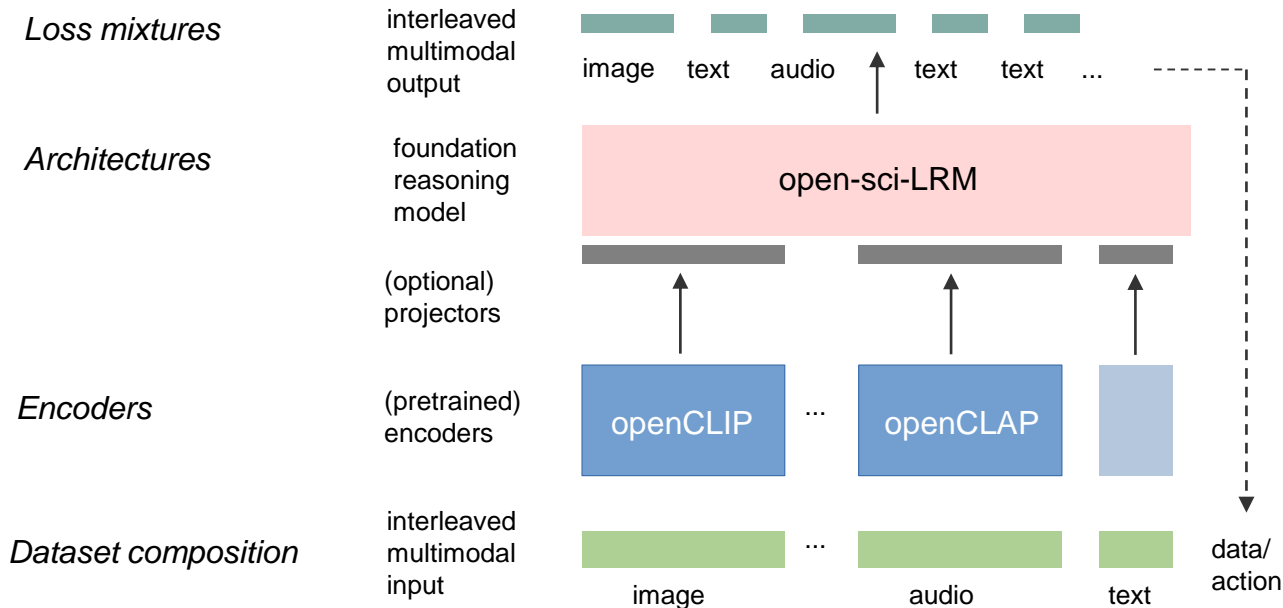 Loss mixtures
interleaved
multimodal
output
image text audio text text ...
Architectures
foundation
reasoning
model
open-sci-LRM
(optional)
projectors
Encoders
(pretrained)
encoders
openCLIP ... openCLAP
Dataset composition
interleaved
multimodal
input
...
image audio text
data/
action